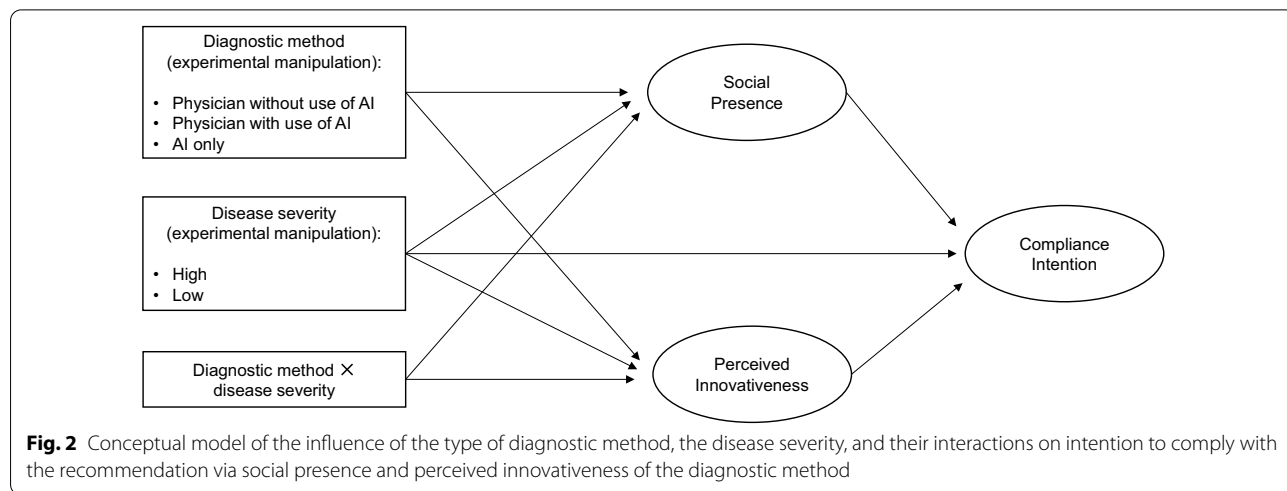 Diagnostic method
(experimental manipulation):
• Physician without use of AI
• Physician with use of AI
• AI only
Disease severity
(experimental manipulation):
• High
• Low
Diagnostic method ×
disease severity
Social
Presence
Perceived
Innovativeness
Compliance
Intention
Fig. 2 Conceptual model of the influence of the type of diagnostic method, the disease severity, and their interactions on intention to comply with
the recommendation via social presence and perceived innovativeness of the diagnostic method